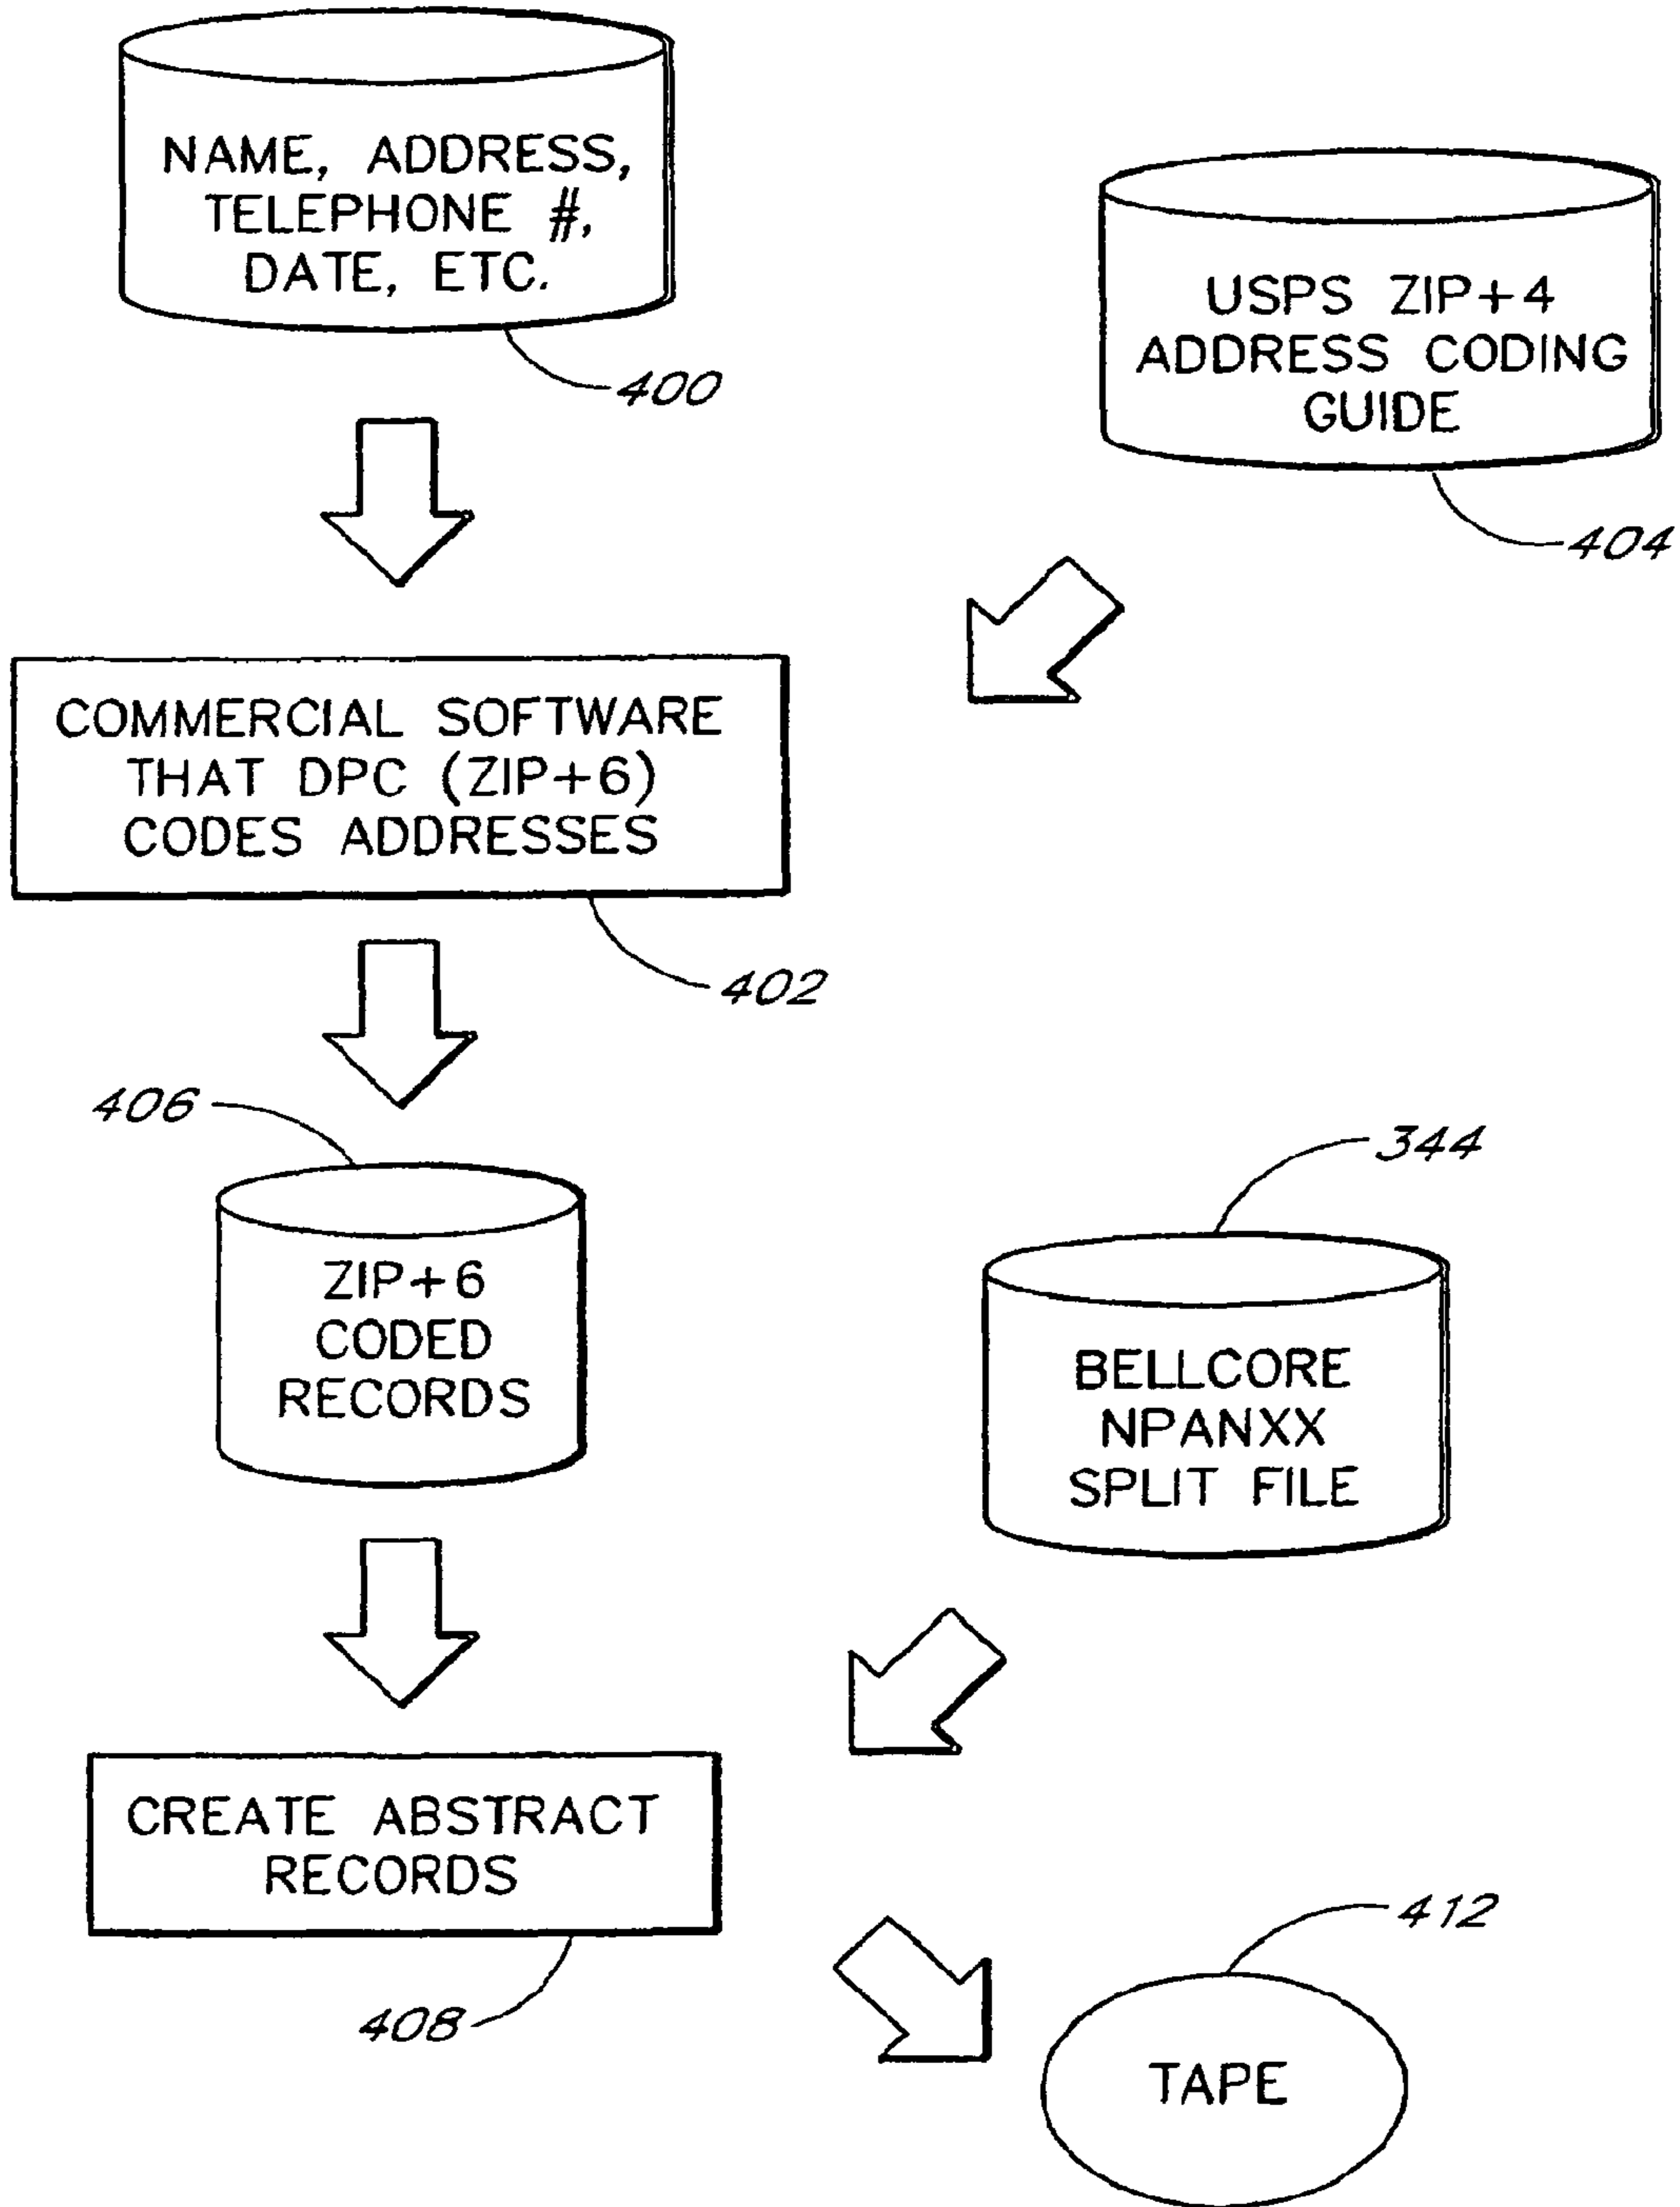 NAME, ADDRESS,
TELEPHONE #,
DATE, ETC.
400
USPS ZIP+4
ADDRESS CODING
GUIDE
404
COMMERCIAL SOFTWARE
THAT DPC (ZIP+6)
CODES ADDRESSES
402
406
ZIP+6
CODED
RECORDS
344
BELLCORE
NPANXX
SPLIT FILE
CREATE ABSTRACT
RECORDS
408
412
TAPE